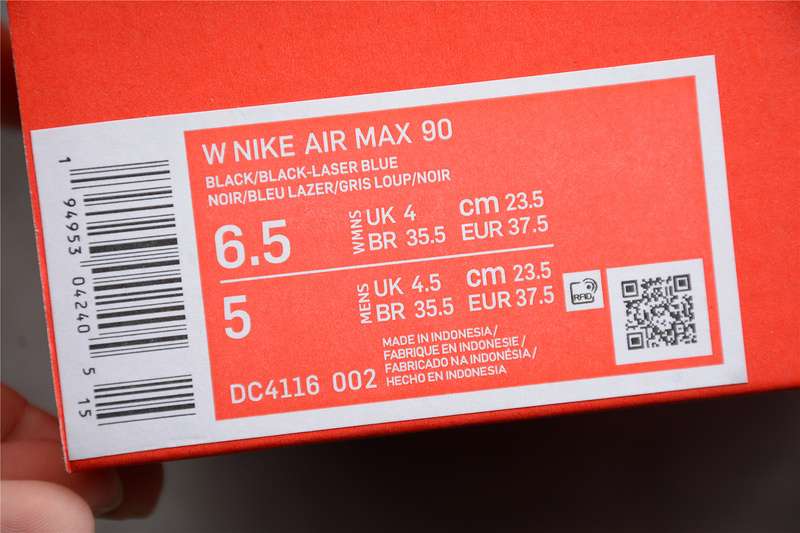 W NIKE AIR MAX 90
BLACK/BLACK-LASER BLUE
NOIR/BLEU LAZER/GRIS LOUP/NOIR
6.5
WMNS
UK 4 cm 23.5
BR 35.5 EUR 37.5
5
MENS
UK 4.5 cm 23.5
BR 35.5 EUR 37.5
RFID
MADE IN INDONESIA/
FABRIQUE EN INDONESIE/
FABRICADO NA INDONÉSIA/
HECHO EN INDONESIA
DC4116 002
1 94953 04240 5 15